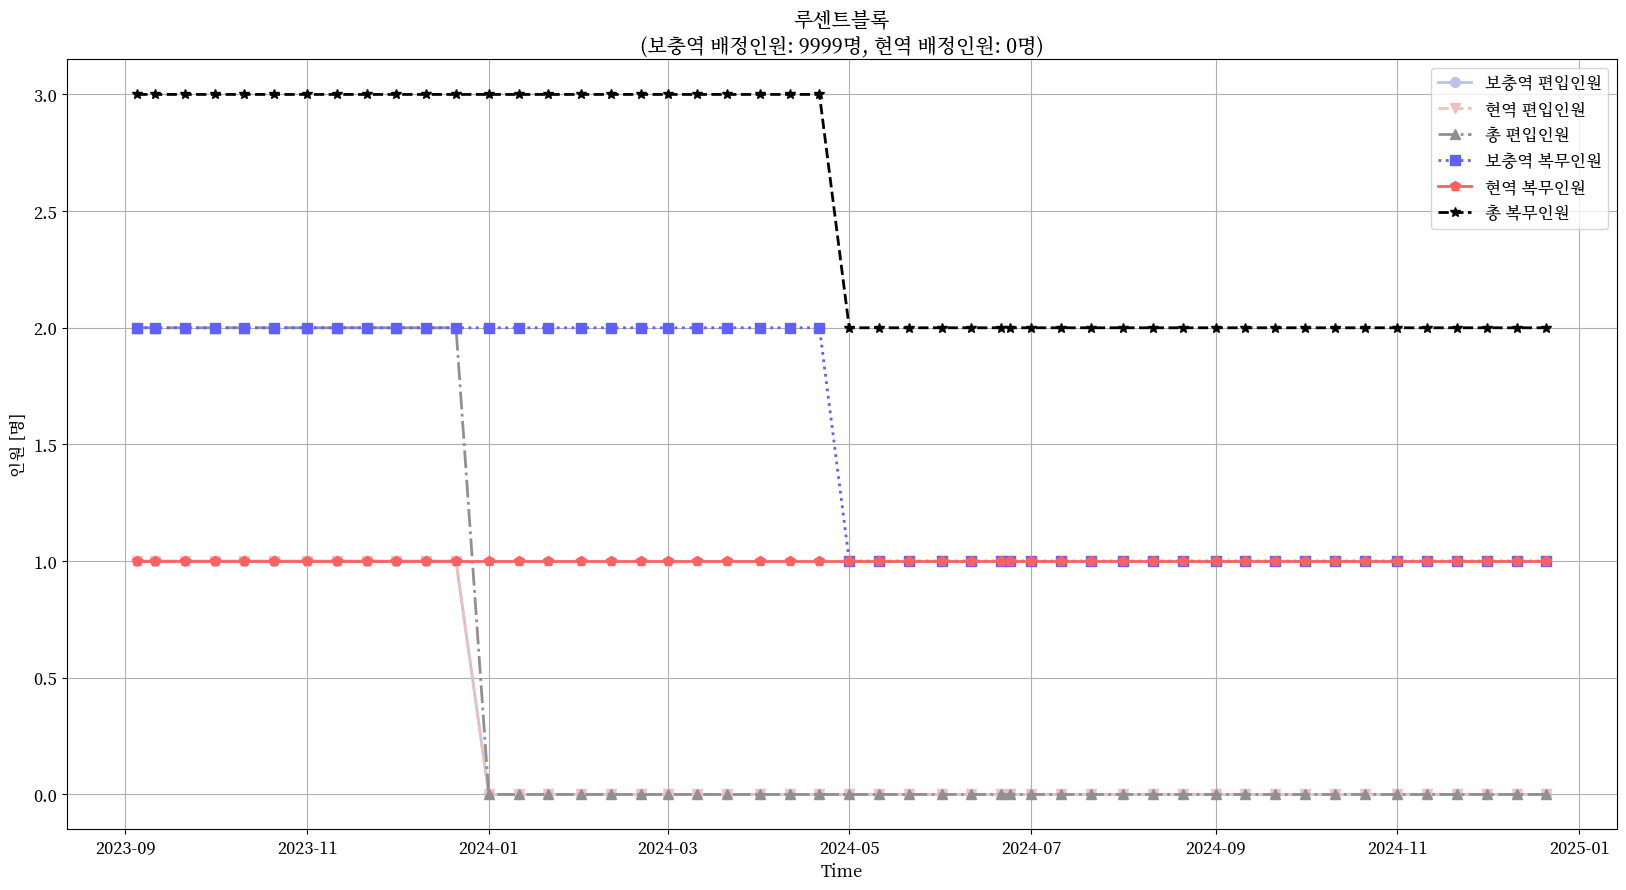 루센트블록
(보충역 배정인원: 9999명, 현역 배정인원: 0명)
3.0
2.5
2.0
1.5
1.0
0.5
0.0
인원 [명]
보충역 편입인원
현역 편입인원
총 편입인원
보충역 복무인원
현역 복무인원
총 복무인원
2023-09
2023-11
2024-01
2024-03
2024-05
2024-07
2024-09
2024-11
2025-01
Time